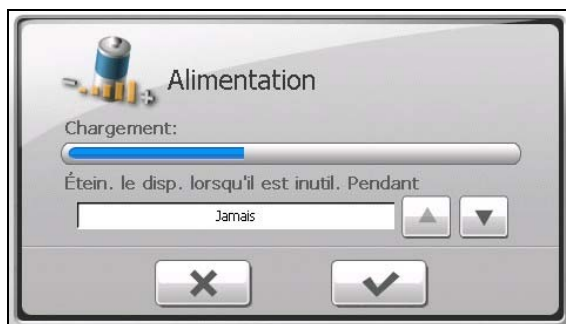 Alimentation
Chargement:
Étein. le disp. lorsqu'il est inutil. Pendant
Jamais